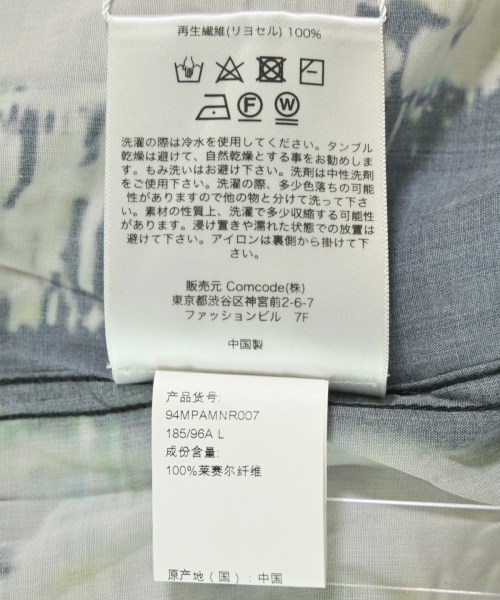 再生繊維(リヨセル) 100%
F
W
洗濯の際は冷水を使用してください。タンブル
乾燥は避けて、自然乾燥とする事をお勧めしま
す。もみ洗いはお避け下さい。洗剤は中性洗剤
をご使用下さい。洗濯の際、多少色落ちの可能
性がありますので他の物と分けて洗って下さ
い。素材の性質上、洗濯で多少収縮する可能性
があります。浸け置きや濡れた状態での放置は
避けて下さい。アイロンは裏側から掛けて下さ
い。
販売元 Comcode(株)
東京都渋谷区神宮前2-6-7
ファッションビル 7F
中国製
产品货号:
94MPAMNR007
185/96A L
成份含量:
100%莱赛尔纤维
原产地（国）: 中国